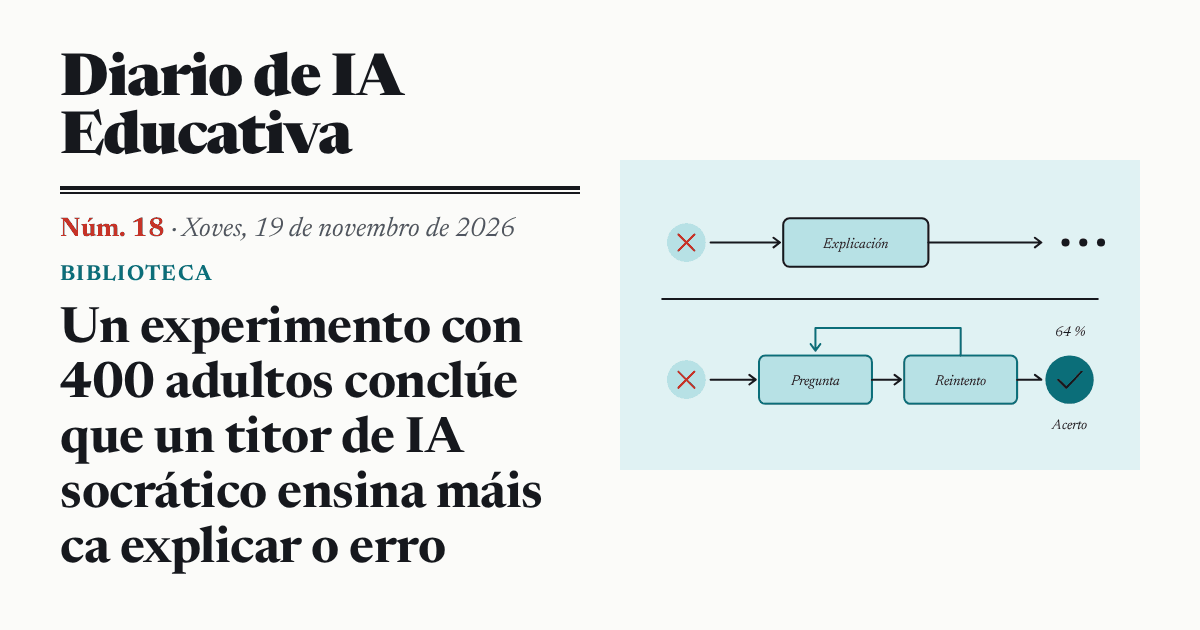 Diario de IA
Educativa
Núm. 18 · Xoves, 19 de novembro de 2026
BIBLIOTECA
Un experimento con
400 adultos conclúe
que un titor de IA
socrático ensina máis
ca explicar o erro
Explicación
64 %
Pregunta
Reintento
Acerto